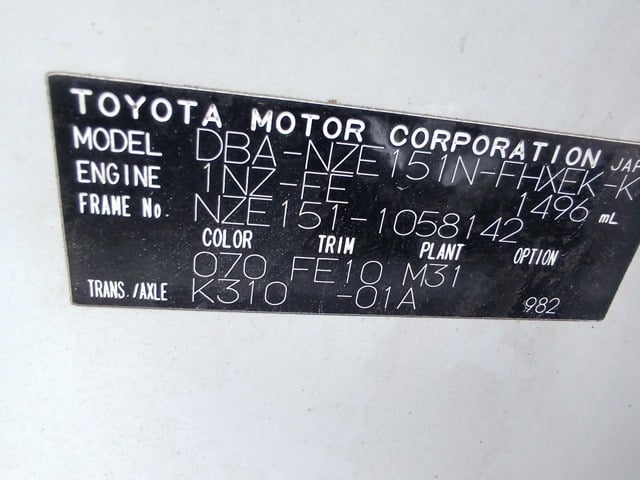 TOYOTA MOTOR CORPORATION JAP
MODEL DBA-NZE151N-FHXEK-K
ENGINE 1NZ-FE 1496 mL
FRAME No. NZE151-1058142
COLOR TRIM PLANT OPTION
070 FE10 M31
TRANS./AXLE K310 -01A 982